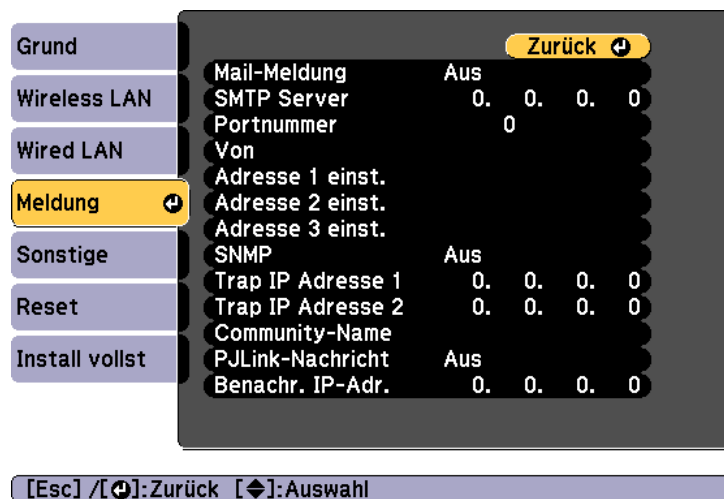 Grund
Wireless LAN
Wired LAN
Meldung
Sonstige
Reset
Install vollst
Zurück
Mail-Meldung Aus
SMTP Server 0. 0. 0. 0
Portnummer 0
Von
Adresse 1 einst.
Adresse 2 einst.
Adresse 3 einst.
SNMP Aus
Trap IP Adresse 1 0. 0. 0. 0
Trap IP Adresse 2 0. 0. 0. 0
Community-Name
PJLink-Nachricht Aus
Benachr. IP-Adr. 0. 0. 0. 0
[Esc] /[⏎]:Zurück [◆]:Auswahl